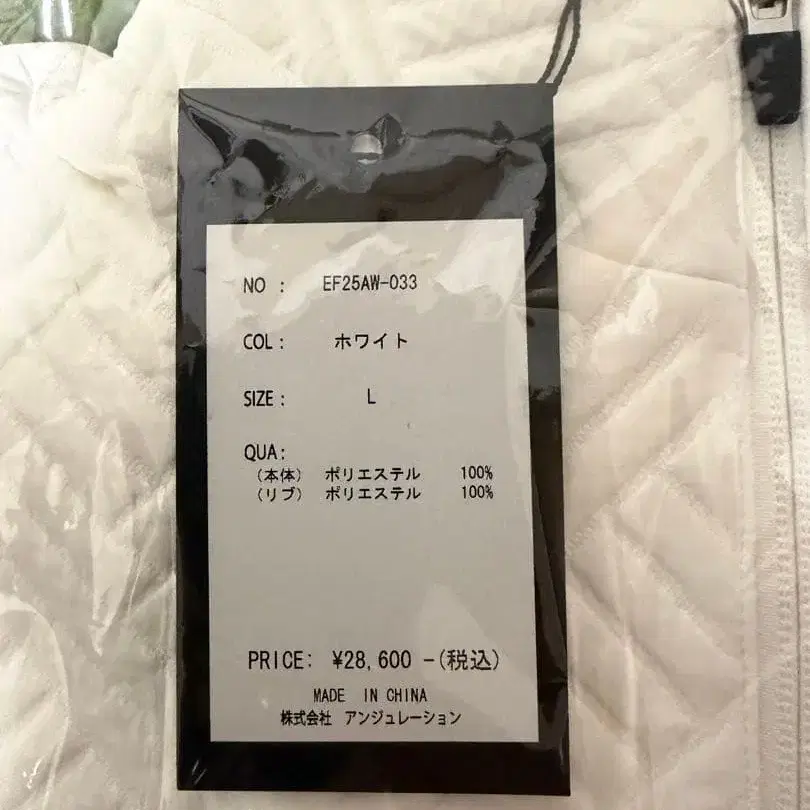 NO : EF25AW-033
COL : ホワイト
SIZE : L
QUA:
(本体) ポリエステル 100%
(リブ) ポリエステル 100%
PRICE: ¥28,600 -(税込)
MADE IN CHINA
株式会社 アンジュレーション